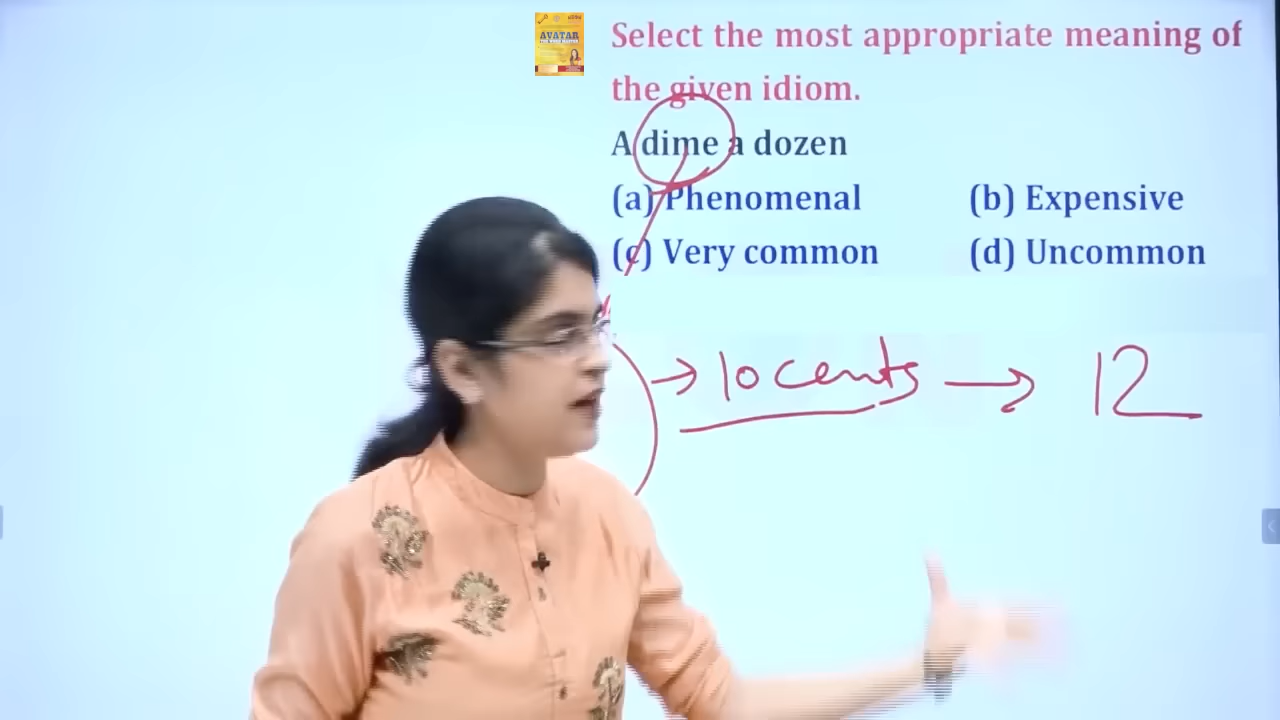 AVATAR
Select the most appropriate meaning of
the given idiom.
A dime a dozen
(a) Phenomenal (b) Expensive
(c) Very common (d) Uncommon
→ 10 cents → 12